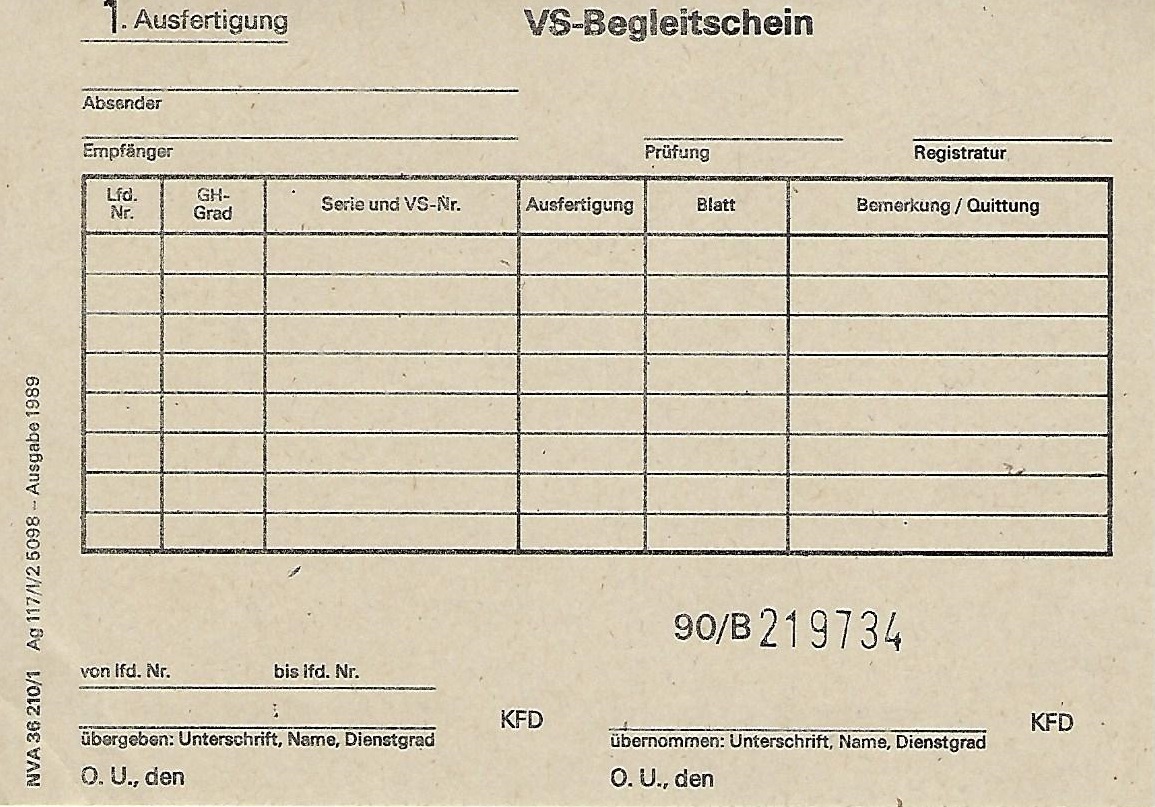 1. Ausfertigung
VS-Begleitschein
Absender
Empfänger
Prüfung
Registratur
Lfd. Nr.
GH-Grad
Serie und VS-Nr.
Ausfertigung
Blatt
Bemerkung / Quittung
90/B 219734
von lfd. Nr.
bis lfd. Nr.
KFD
KFD
übergeben: Unterschrift, Name, Dienstgrad
übernommen: Unterschrift, Name, Dienstgrad
O. U., den
O. U., den
NVA 36 210/1 Ag 117/I/2 5098 – Ausgabe 1989